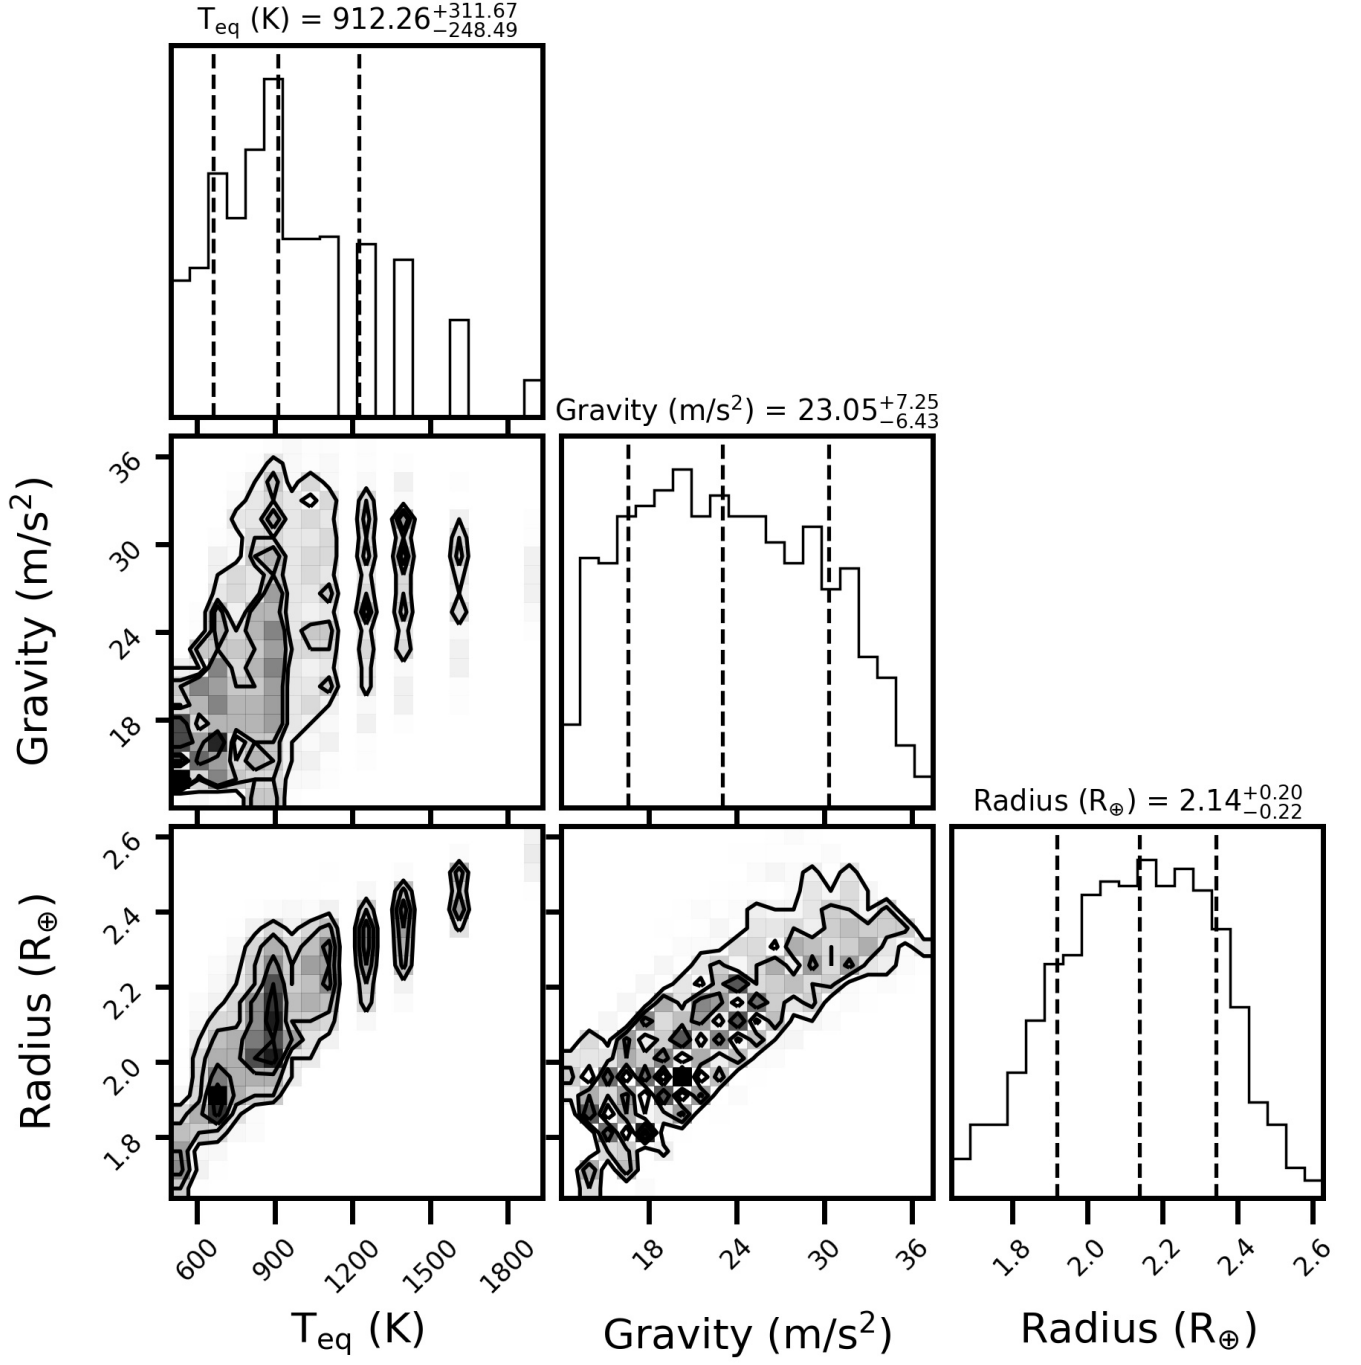 T_eq (K) = 912.26^{+311.67}_{−248.49}
Gravity (m/s²) = 23.05^{+7.25}_{−6.43}
36
30
24
18
Gravity (m/s²)
Radius (R_⊕) = 2.14^{+0.20}_{−0.22}
2.6
2.4
2.2
2.0
1.8
Radius (R_⊕)
600 900 1200 1500 1800 18 24 30 36 1.8 2.0 2.2 2.4 2.6
T_eq (K) Gravity (m/s²) Radius (R_⊕)